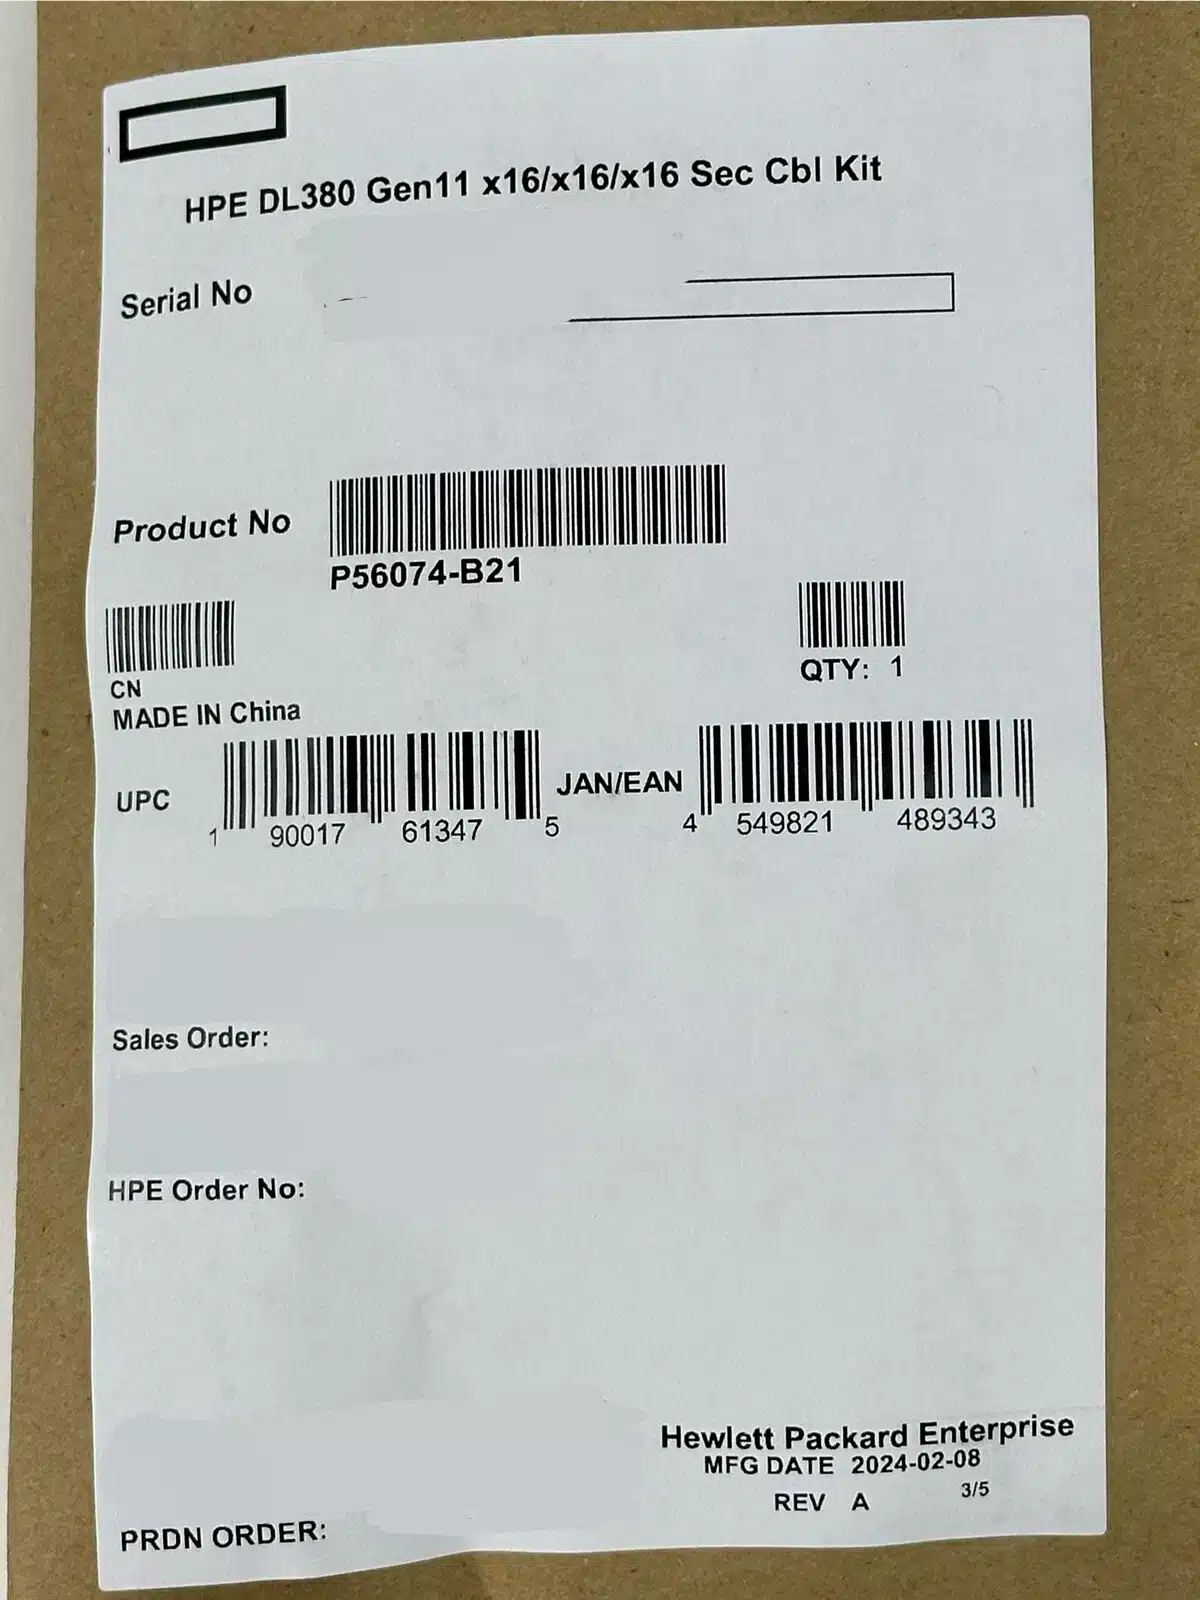 HPE DL380 Gen11 x16/x16/x16 Sec Cbl Kit
Serial No
Product No
P56074-B21
CN
QTY: 1
MADE IN China
UPC
1 90017 61347 5
JAN/EAN
4 549821 489343
Sales Order:
HPE Order No:
Hewlett Packard Enterprise
MFG DATE 2024-02-08
REV A 3/5
PRDN ORDER: